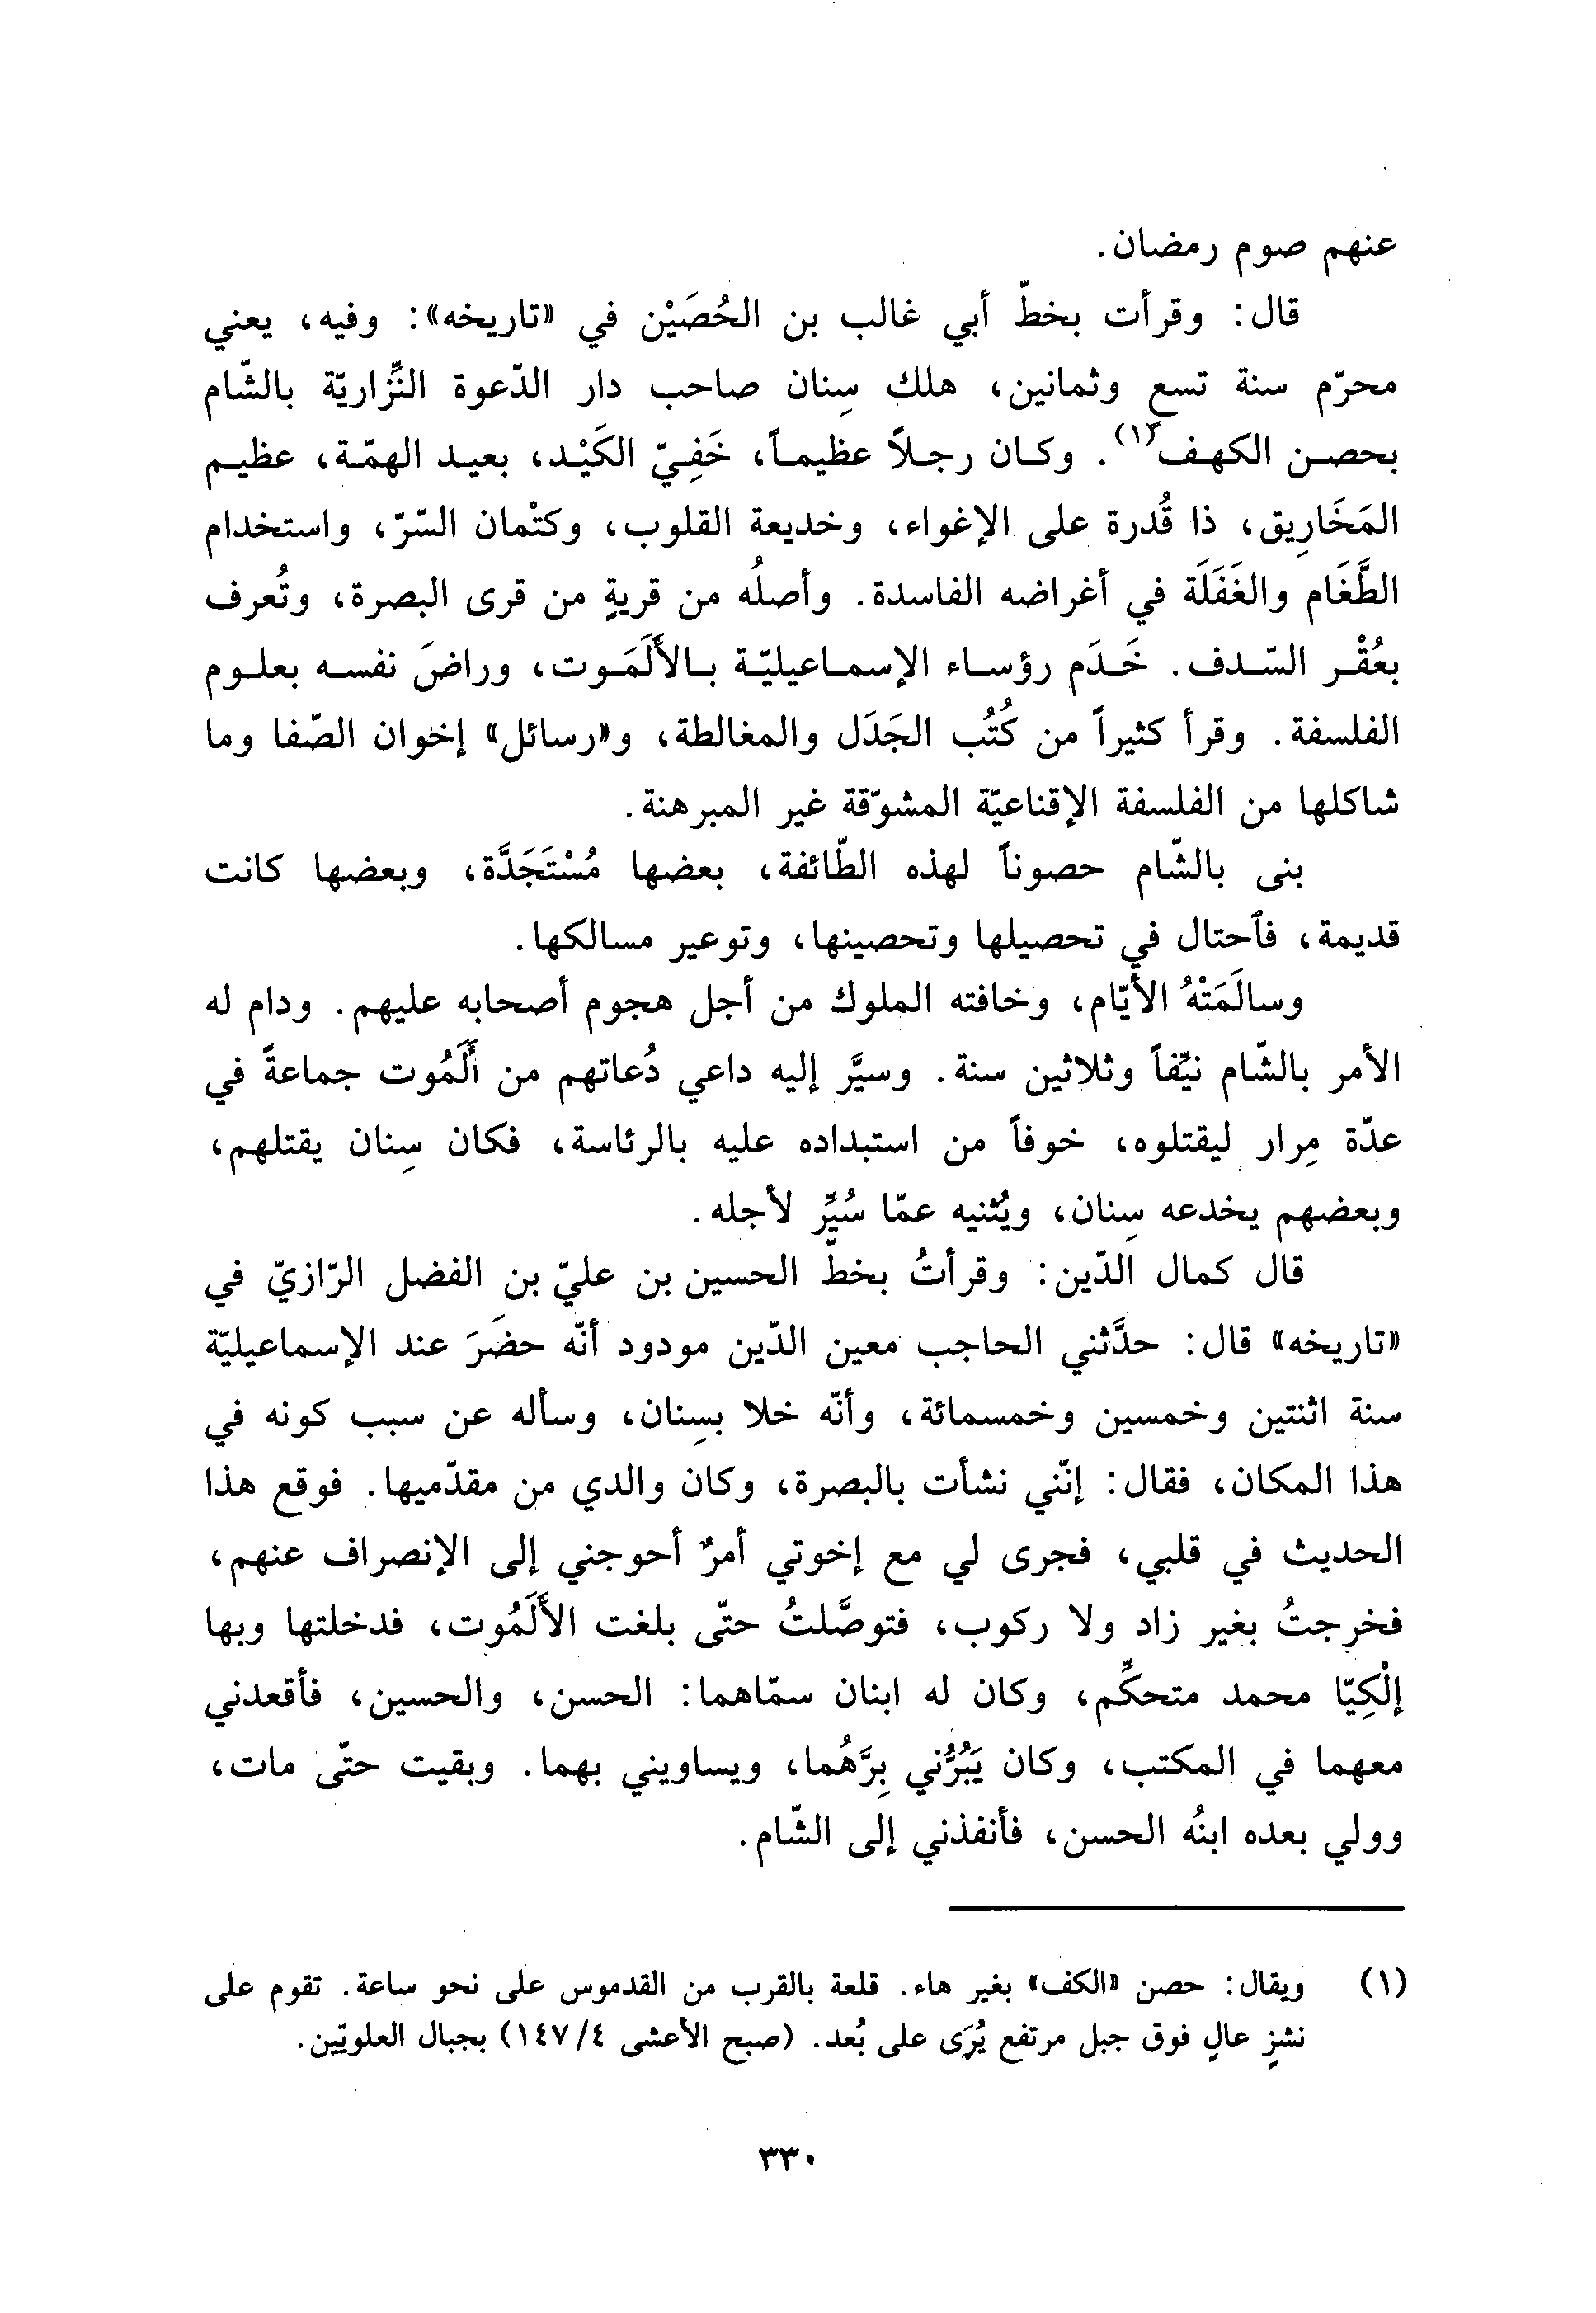 عنهم صوم رمضان.
قال: وقرأت بخطّ أبي غالب بن الحُصَيْن في «تاريخه»: وفيه، يعني
محرّم سنة تسع وثمانين، هلك سِنان صاحب دار الدّعوة النِّزاريّة بالشّام
بحصن الكهف(١). وكان رجلاً عظيماً، خَفِيّ الكَيْد، بعيد الهمّة، عظيم
المَخَارِيق، ذا قُدرة على الإغواء، وخديعة القلوب، وكتْمان السّرّ، واستخدام
الطَّغَام والغَفَلَة في أغراضه الفاسدة. وأصلُه من قريةٍ من قرى البصرة، وتُعرف
بعُقْر السّدف. خَدَم رؤساء الإسماعيليّة بالأَلَمَوت، وراضَ نفسه بعلوم
الفلسفة. وقرأ كثيراً من كُتُب الجَدَل والمغالطة، و«رسائل» إخوان الصّفا وما
شاكلها من الفلسفة الإقناعيّة المشوّقة غير المبرهنة.
بنى بالشّام حصوناً لهذه الطّائفة، بعضها مُسْتَجَدَّة، وبعضها كانت
قديمة، فٱحتال في تحصيلها وتحصينها، وتوعير مسالكها.
وسالَمَتْهُ الأيّام، وخافته الملوك من أجل هجوم أصحابه عليهم. ودام له
الأمر بالشّام نيِّفاً وثلاثين سنة. وسيَّر إليه داعي دُعاتهم من أَلَمُوت جماعةً في
عدّة مِرار ليقتلوه، خوفاً من استبداده عليه بالرئاسة، فكان سِنان يقتلهم،
وبعضهم يخدعه سِنان، ويُثنيه عمّا سُيِّر لأجله.
قال كمال الدّين: وقرأتُ بخطّ الحسين بن عليّ بن الفضل الرّازيّ في
«تاريخه» قال: حدَّثني الحاجب معين الدّين مودود أنّه حضَرَ عند الإسماعيليّة
سنة اثنتين وخمسين وخمسمائة، وأنّه خلا بسِنان، وسأله عن سبب كونه في
هذا المكان، فقال: إنّني نشأت بالبصرة، وكان والدي من مقدّميها. فوقع هذا
الحديث في قلبي، فجرى لي مع إخوتي أمرٌ أحوجني إلى الإنصراف عنهم،
فخرجتُ بغير زاد ولا ركوب، فتوصَّلتُ حتّى بلغت الأَلَمُوت، فدخلتها وبها
إلْكِيّا محمد متحكِّم، وكان له ابنان سمّاهما: الحسن، والحسين، فأقعدني
معهما في المكتب، وكان يَبُرُّني بِرَّهُما، ويساويني بهما. وبقيت حتّى مات،
وولي بعده ابنُه الحسن، فأنفذني إلى الشّام.
(١) ويقال: حصن «الكف» بغير هاء. قلعة بالقرب من القدموس على نحو ساعة. تقوم على
نشزٍ عالٍ فوق جبل مرتفع يُرَى على بُعد. (صبح الأعشى ١٤٧/٤) بجبال العلويّين.
٣٣٠